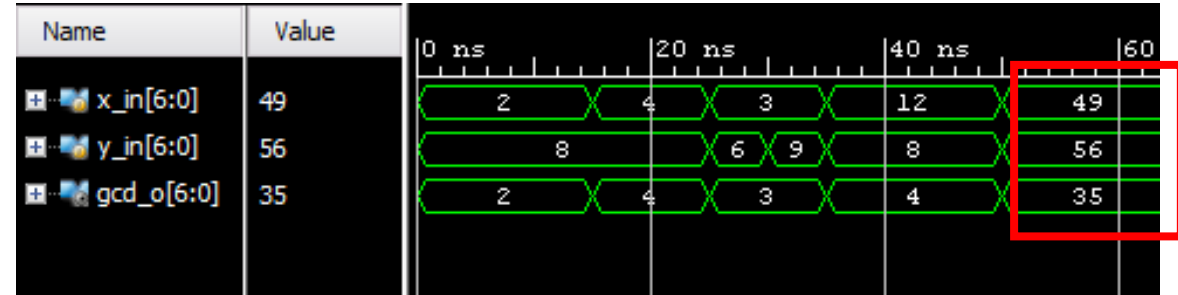 Name Value
0 ns 20 ns 40 ns 60
x_in[6:0] 49 2 4 3 12 49
y_in[6:0] 56 8 6 9 8 56
gcd_o[6:0] 35 2 4 3 4 35